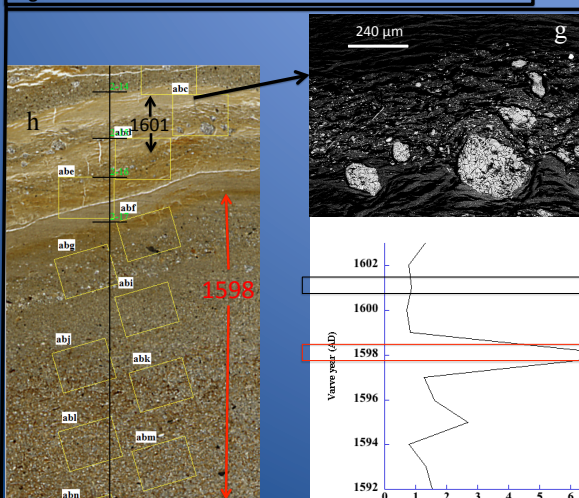 240 µm
g
h
abc
1601
abd
abe
abf
abg
1598
abi
abj
abk
abl
abm
abn
1602
1600
1598
1596
1594
1592
Varve year (AD)
0 1 2 3 4 5 6